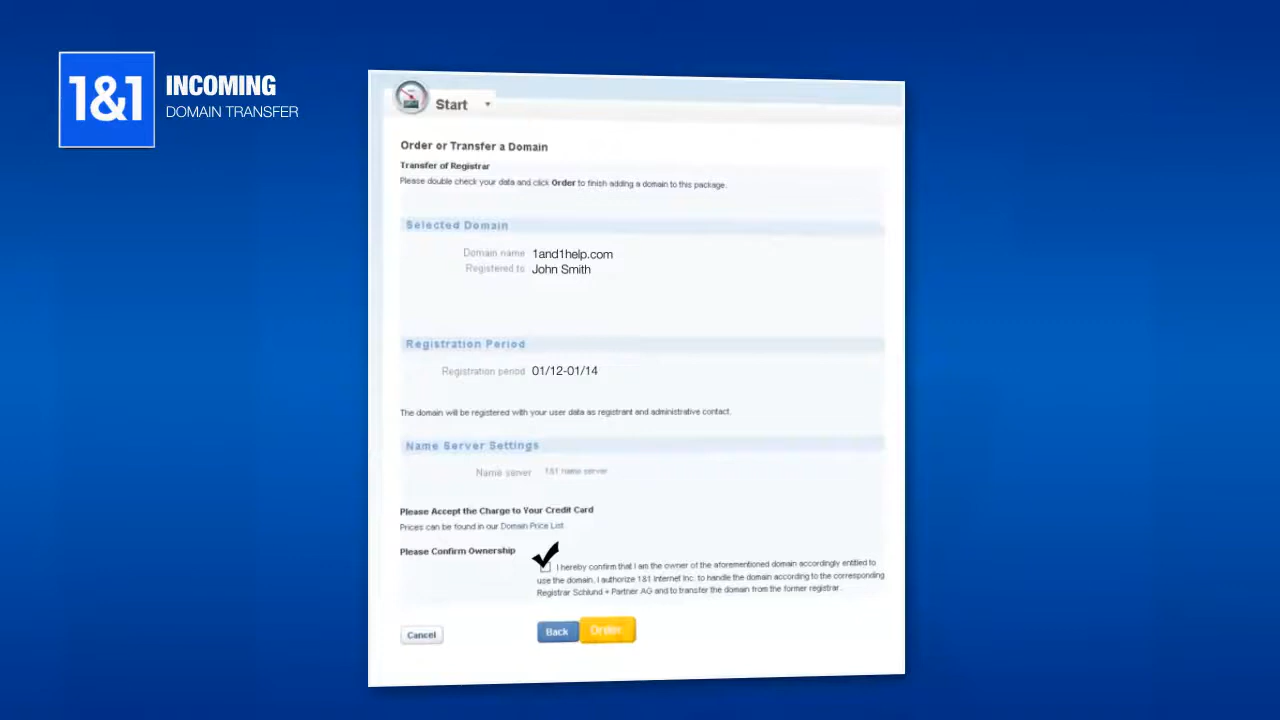 1&1 INCOMING
DOMAIN TRANSFER
Start
Order or Transfer a Domain
Transfer of Registrar
Please double check your data and click Order to finish adding a domain to this package.
Selected Domain
Domain name 1and1help.com
Registered to John Smith
Registration Period
Registration period 01/12-01/14
The domain will be registered with your user data as registrant and administrative contact.
Name Server Settings
Name server 1&1 name server
Please Accept the Charge to Your Credit Card
Prices can be found in our Domain Price List
Please Confirm Ownership
I hereby confirm that I am the owner of the aforementioned domain accordingly entitled to
use the domain. I authorize 1&1 Internet Inc. to handle the domain according to the corresponding
Registrar Schlund + Partner AG and to transfer the domain from the former registrar.
Cancel Back Order